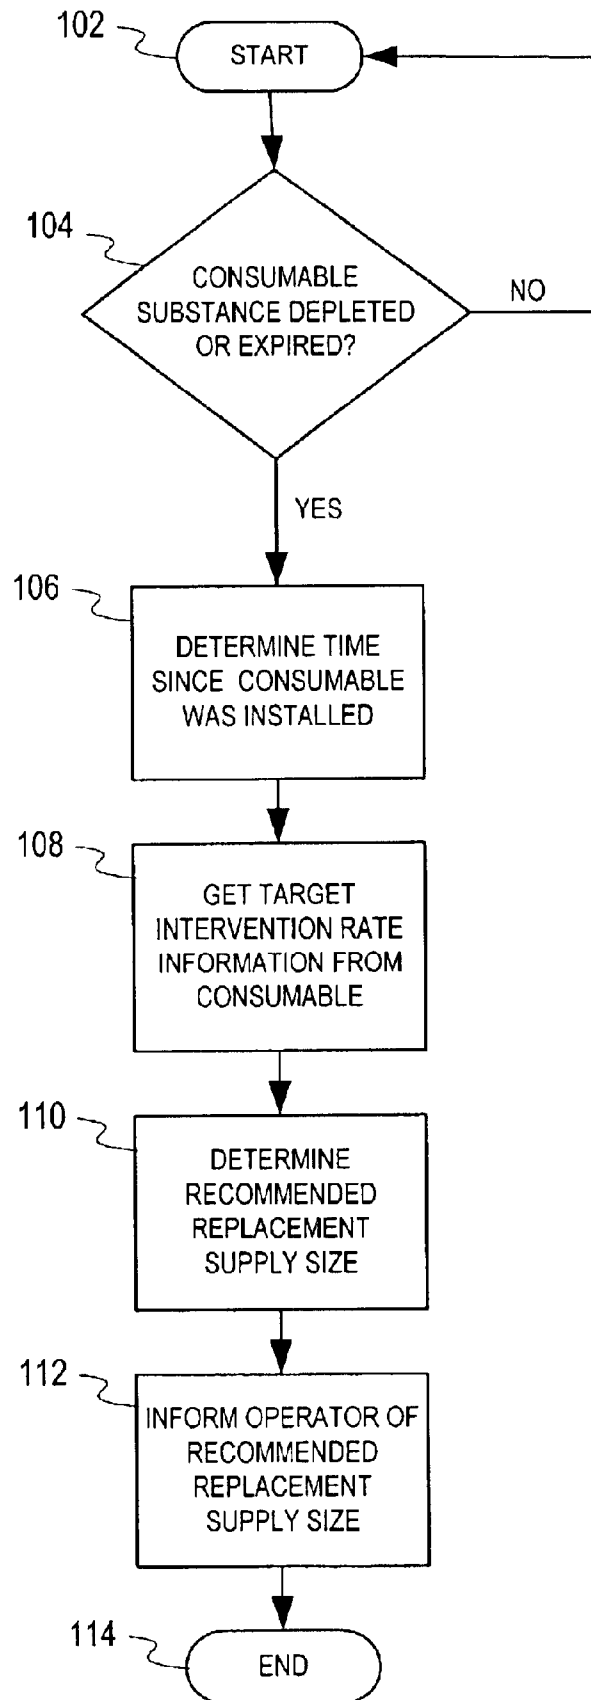 102
START
104
CONSUMABLE
SUBSTANCE DEPLETED
OR EXPIRED?
NO
YES
106
DETERMINE TIME
SINCE CONSUMABLE
WAS INSTALLED
108
GET TARGET
INTERVENTION RATE
INFORMATION FROM
CONSUMABLE
110
DETERMINE
RECOMMENDED
REPLACEMENT
SUPPLY SIZE
112
INFORM OPERATOR OF
RECOMMENDED
REPLACEMENT
SUPPLY SIZE
114
END